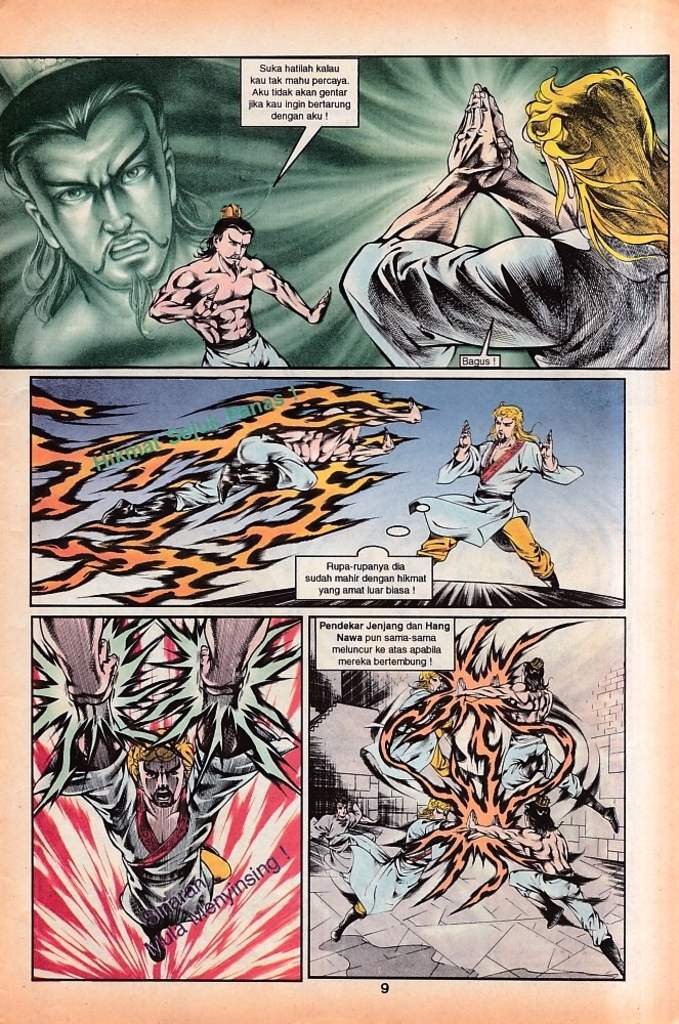 Suka hatilah kalau
kau tak mahu percaya.
Aku tidak akan gentar
jika kau ingin bertarung
dengan aku !
Bagus !
Hikmat Sejuk Panas !
Rupa-rupanya dia
sudah mahir dengan hikmat
yang amat luar biasa !
Sinaran
Mula Menyinsing !
Pendekar Jenjang dan Hang
Nawa pun sama-sama
meluncur ke atas apabila
mereka bertembung !
9